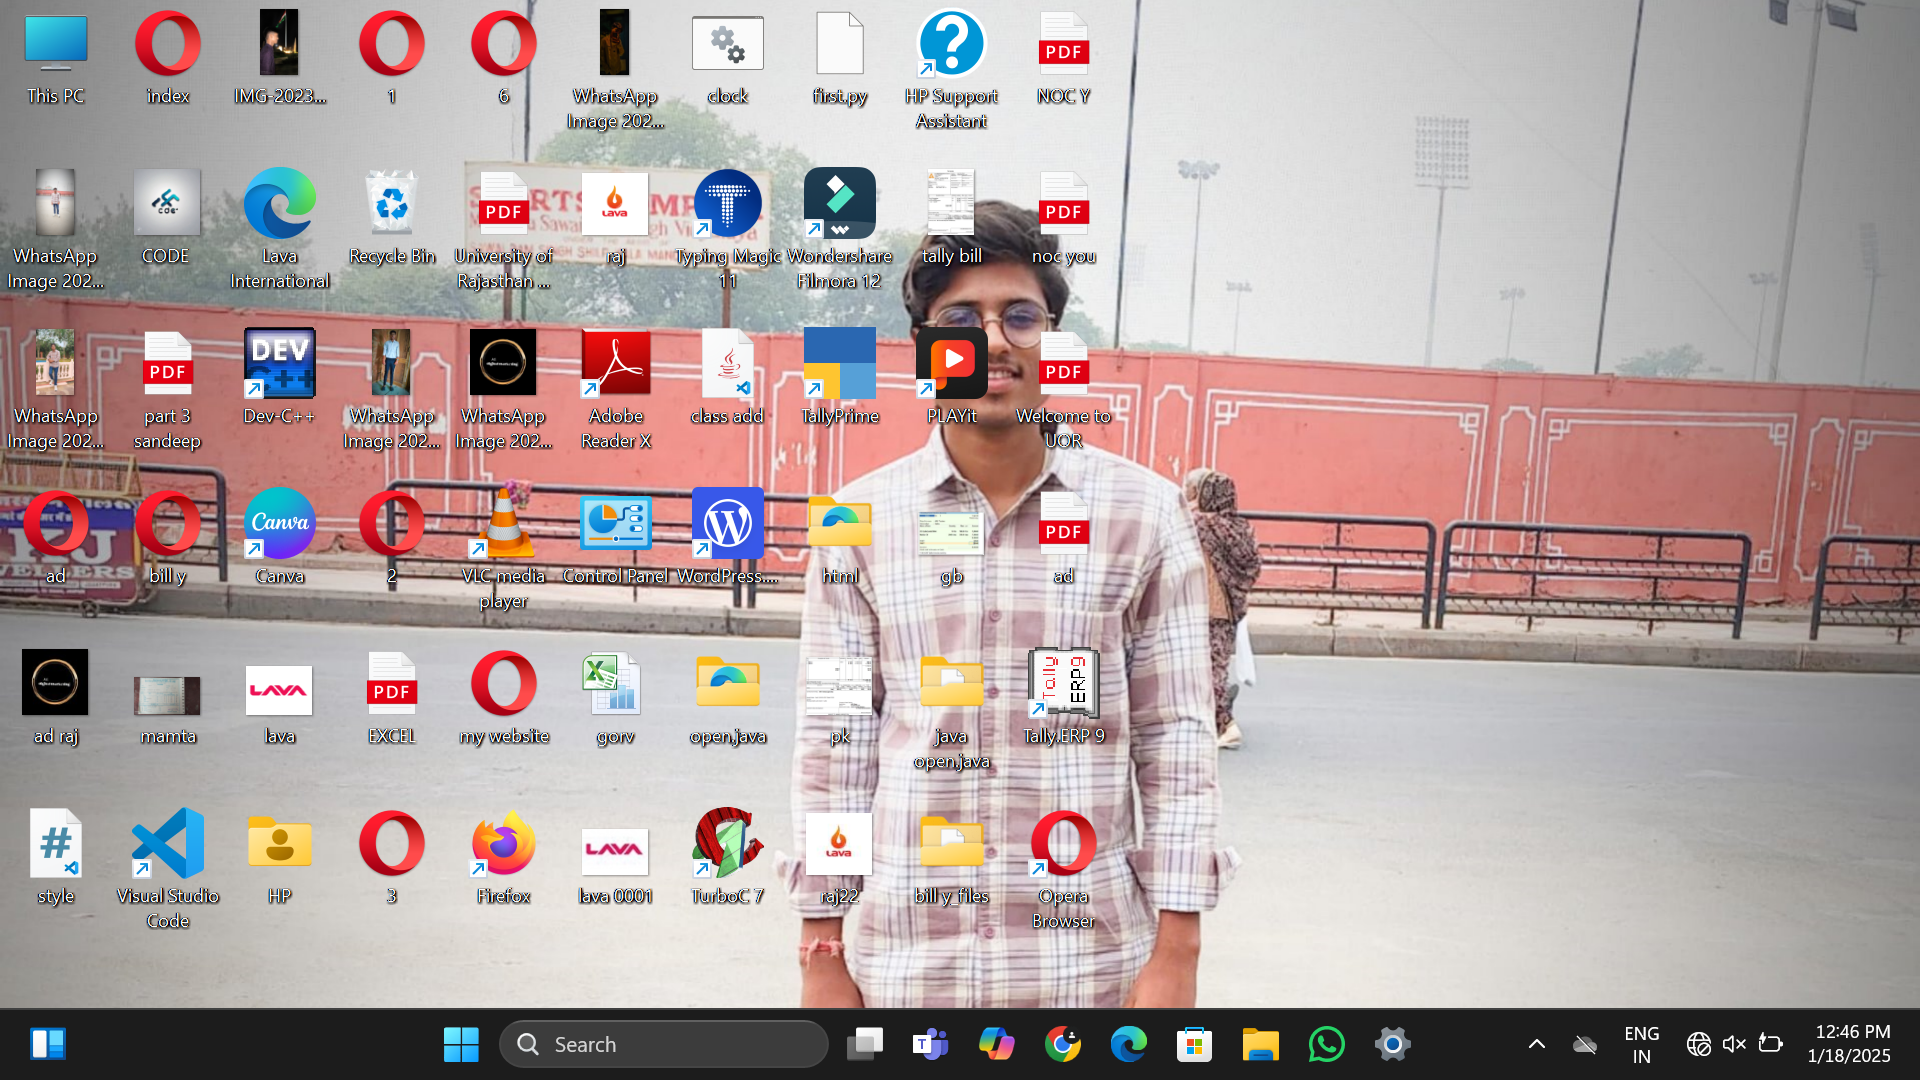 This PC
index
IMG-2023...
1
6
WhatsApp
Image 202...
clock
first.py
HP Support
Assistant
PDF
NOC Y
WhatsApp
Image 202...
CODE
Lava
International
Recycle Bin
PDF
University of
Rajasthan ...
LAVA
raj
Typing Magic
11
Wondershare
Filmora 12
tally bill
PDF
noc you
WhatsApp
Image 202...
PDF
part 3
sandeep
DEV
C++
Dev-C++
WhatsApp
Image 202...
WhatsApp
Image 202...
Adobe
Reader X
class add
TallyPrime
PLAYit
PDF
Welcome to
UOR
ad
bill y
Canva
Canva
2
VLC media
player
Control Panel
WordPress....
html
gb
PDF
ad
ad raj
mamta
LAVA
lava
PDF
EXCEL
my website
gorv
open.java
pk
java
open.java
Tally
ERP9
Tally.ERP 9
#
style
Visual Studio
Code
HP
3
Firefox
LAVA
lava 0001
TurboC 7
LAVA
raj22
bill y_files
Opera
Browser
Search
ENG
IN
12:46 PM
1/18/2025